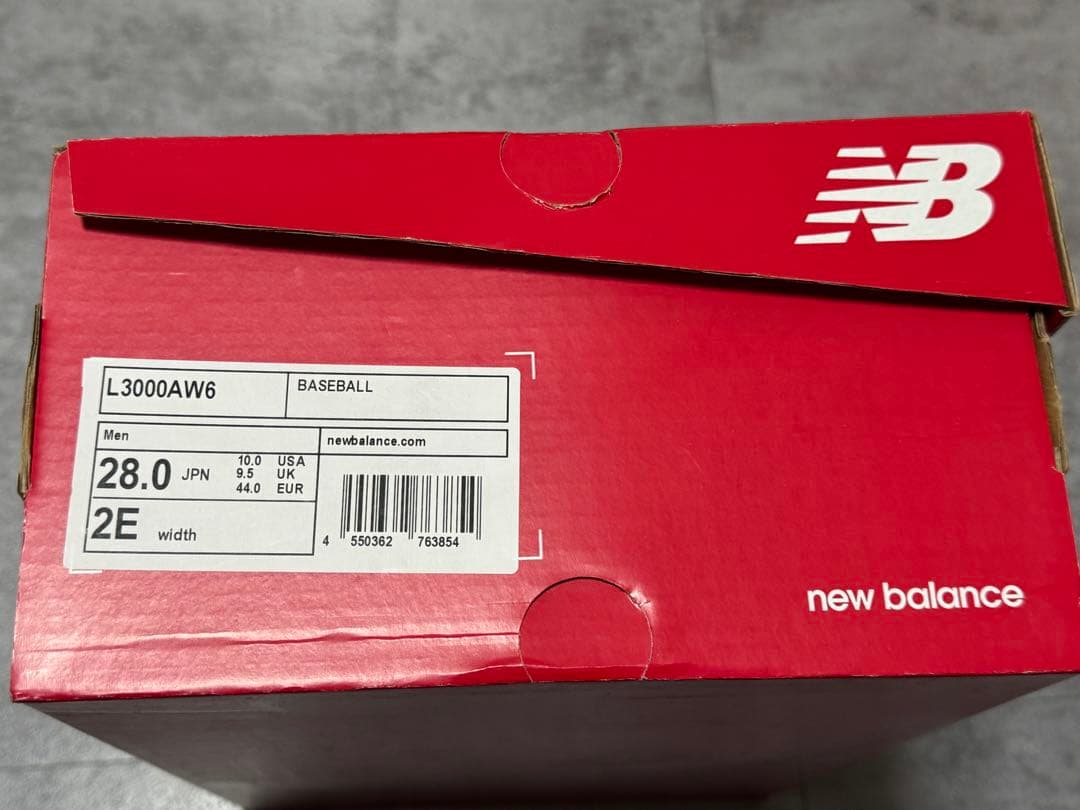 NB
L3000AW6
BASEBALL
Men
newbalance.com
28.0 JPN
10.0 USA
9.5 UK
44.0 EUR
2E width
4 550362 763854
new balance